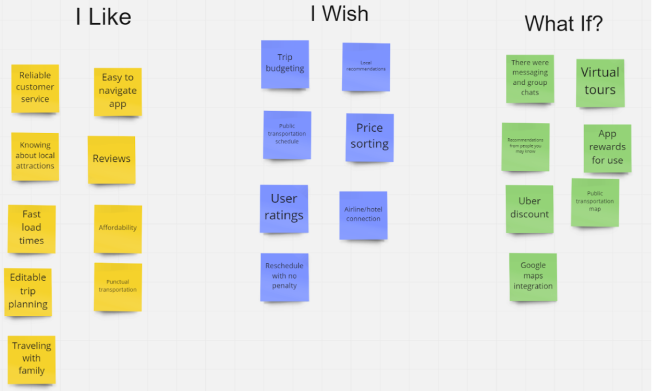 I Like
Reliable
customer
service
Easy to
navigate
app
Knowing
about local
attractions
Reviews
Fast
load
times
Affordability
Editable
trip
planning
Punctual
transportation
Traveling
with
family
I Wish
Trip
budgeting
Local
recommendations
Public
transportation
schedule
Price
sorting
User
ratings
Airline/hotel
connection
Reschedule
with no
penalty
What If?
There were
messaging
and group
chats
Virtual
tours
Recommendations
from people you
may know
App
rewards
for use
Uber
discount
Public
transportation
map
Google
maps
integration